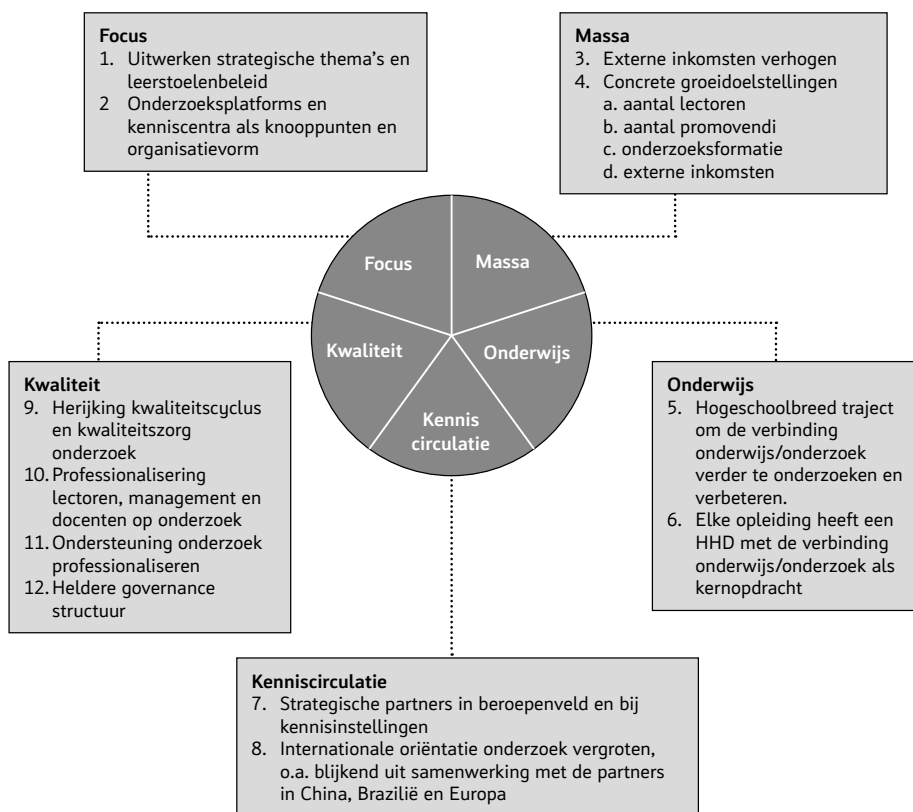 Focus
1. Uitwerken strategische thema's en
leerstoelenbeleid
2 Onderzoeksplatforms en
kenniscentra als knooppunten en
organisatievorm
Massa
3. Externe inkomsten verhogen
4. Concrete groeidoelstellingen
a. aantal lectoren
b. aantal promovendi
c. onderzoeksformatie
d. externe inkomsten
Focus
Massa
Kwaliteit
Onderwijs
Kennis
circulatie
Kwaliteit
9. Herijking kwaliteitscyclus
en kwaliteitszorg
onderzoek
10. Professionalisering
lectoren, management en
docenten op onderzoek
11. Ondersteuning onderzoek
professionaliseren
12. Heldere governance
structuur
Onderwijs
5. Hogeschoolbreed traject
om de verbinding
onderwijs/onderzoek
verder te onderzoeken en
verbeteren.
6. Elke opleiding heeft een
HHD met de verbinding
onderwijs/onderzoek als
kernopdracht
Kenniscirculatie
7. Strategische partners in beroepenveld en bij
kennisinstellingen
8. Internationale oriëntatie onderzoek vergroten,
o.a. blijkend uit samenwerking met de partners
in China, Brazilië en Europa